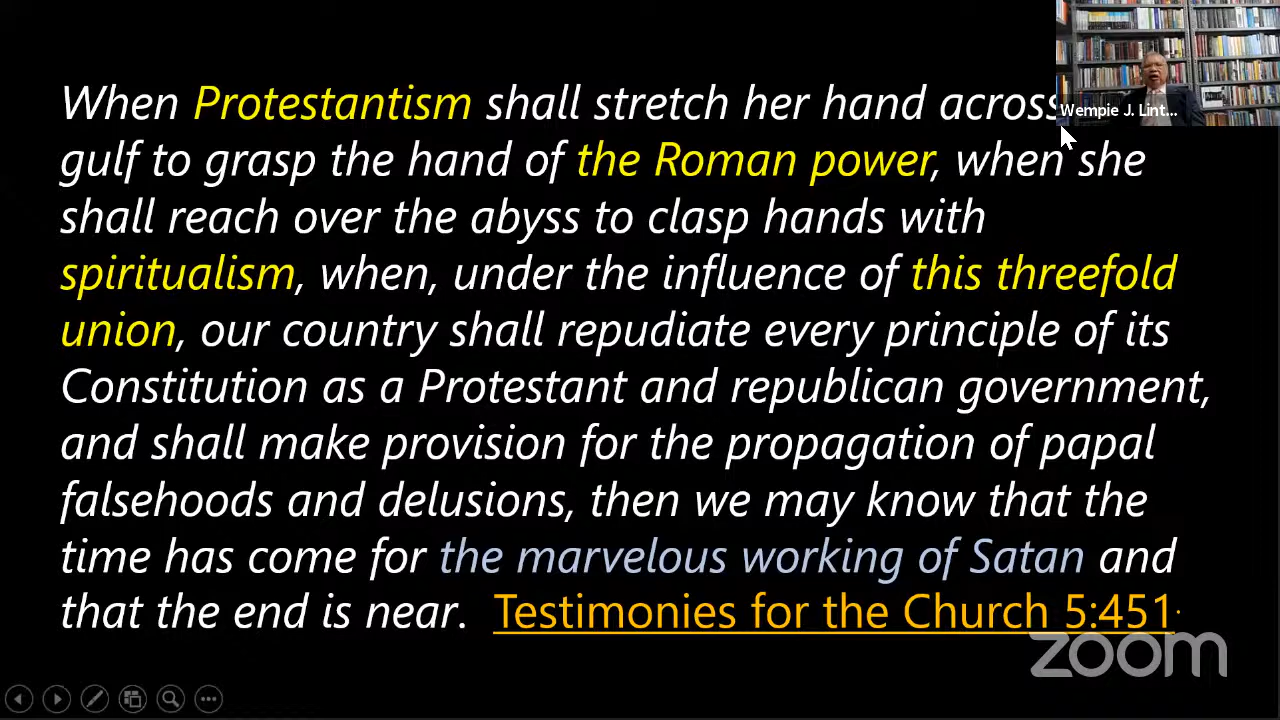 When Protestantism shall stretch her hand across
gulf to grasp the hand of the Roman power, when she
shall reach over the abyss to clasp hands with
spiritualism, when, under the influence of this threefold
union, our country shall repudiate every principle of its
Constitution as a Protestant and republican government,
and shall make provision for the propagation of papal
falsehoods and delusions, then we may know that the
time has come for the marvelous working of Satan and
that the end is near. Testimonies for the Church 5:451
Wempie J. Lint...
zoom